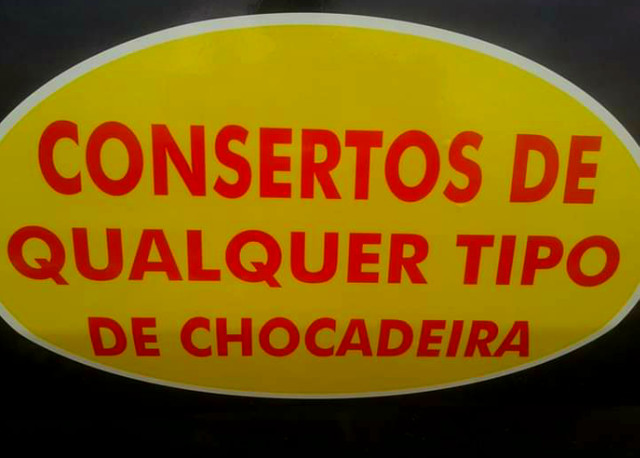 CONSERTOS DE
QUALQUER TIPO
DE CHOCADEIRA